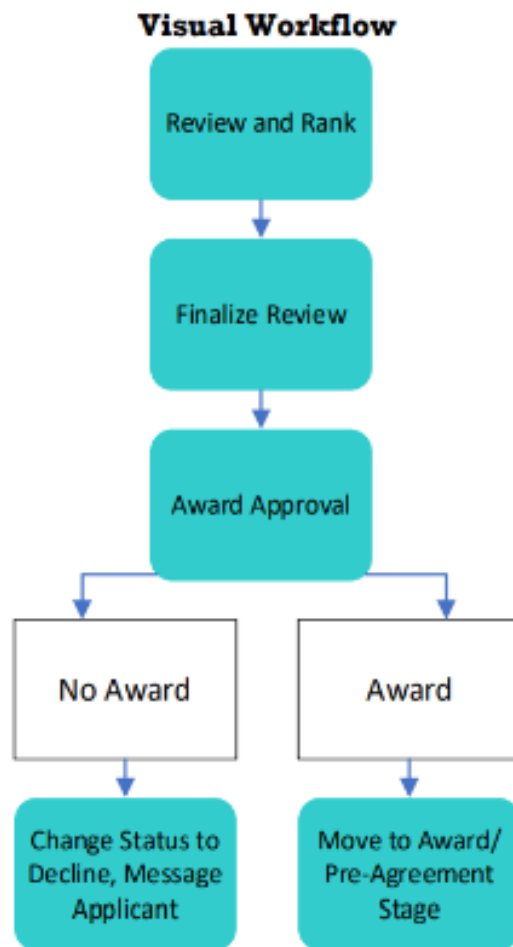 Visual Workflow
Review and Rank
Finalize Review
Award Approval
No Award
Award
Change Status to
Decline, Message
Applicant
Move to Award/
Pre-Agreement
Stage